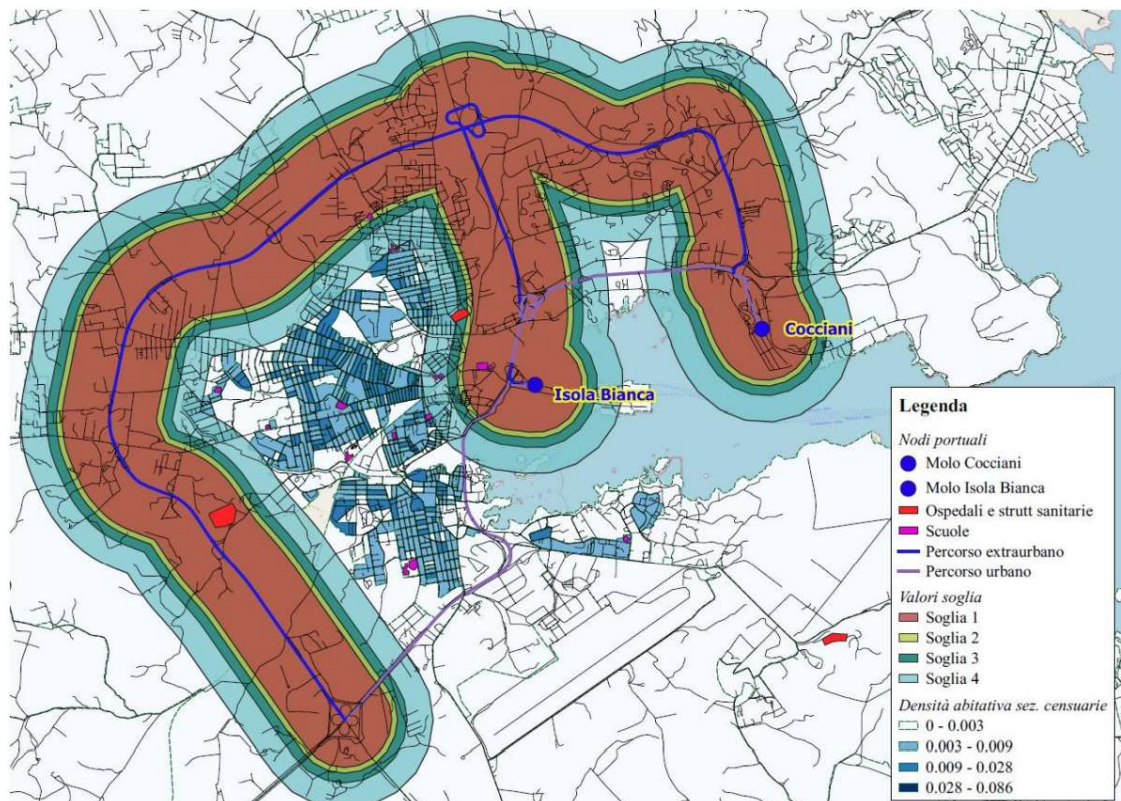 Cocciani
Isola Bianca
Legenda
Nodi portuali
Molo Cocciani
Molo Isola Bianca
Ospedali e strutt sanitarie
Scuole
Percorso extraurbano
Percorso urbano
Valori soglia
Soglia 1
Soglia 2
Soglia 3
Soglia 4
Densità abitativa sez. censuarie
0 - 0.003
0.003 - 0.009
0.009 - 0.028
0.028 - 0.086